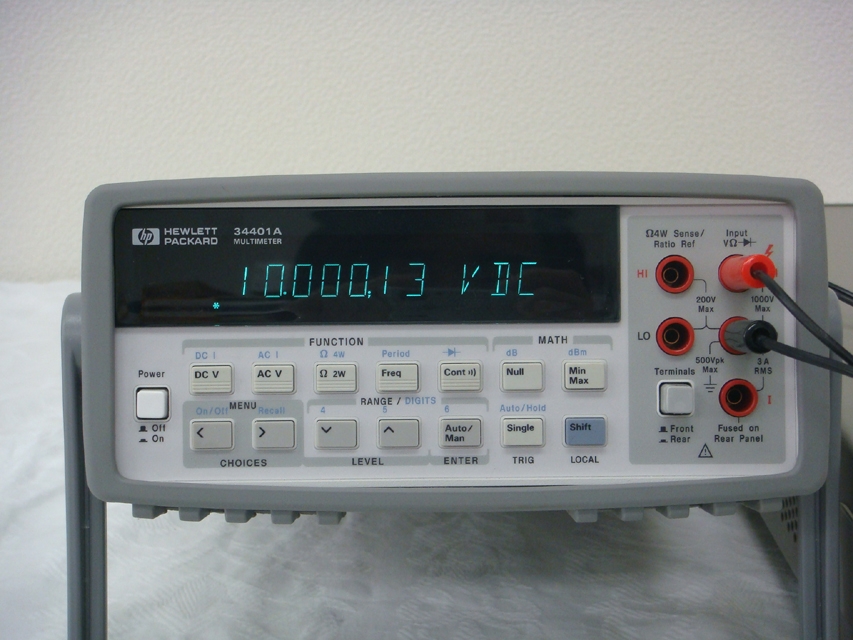 hp HEWLETT PACKARD 34401A MULTIMETER
10.000,13 VDC
*
Ω4W Sense/ Ratio Ref
Input VΩ
HI
200V Max
1000V Max
LO
500Vpk Max
3A RMS
Terminals
I
Front
Rear
Fused on Rear Panel
FUNCTION
MATH
DC I AC I Ω 4W Period dB dBm
DC V AC V Ω 2W Freq Cont Null Min Max
Power
Off
On
MENU
RANGE / DIGITS
On/Off Recall 4 5 6 Auto/Hold
< > ∨ ∧ Auto/ Man Single Shift
CHOICES LEVEL ENTER TRIG LOCAL